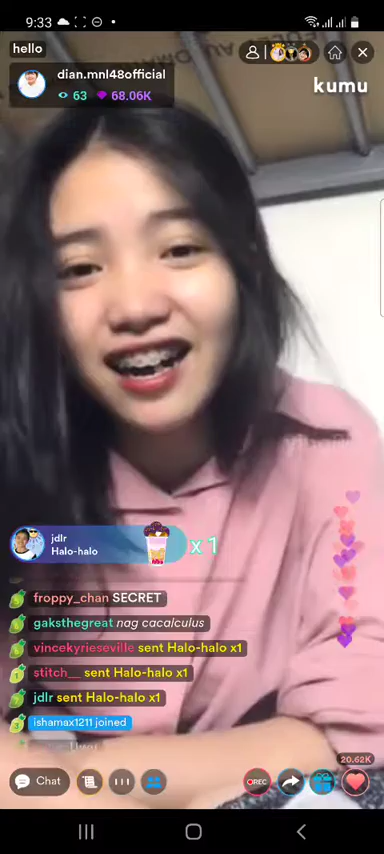 9:33
hello
dian.mnl48official
63 68.06K
kumu
jdlr
Halo-halo
x 1
froppy_chan SECRET
gaksthegreat nag cacalculus
vincekyrieseville sent Halo-halo x1
stitch__ sent Halo-halo x1
jdlr sent Halo-halo x1
ishamax1211 joined
20.62K
Chat
REC